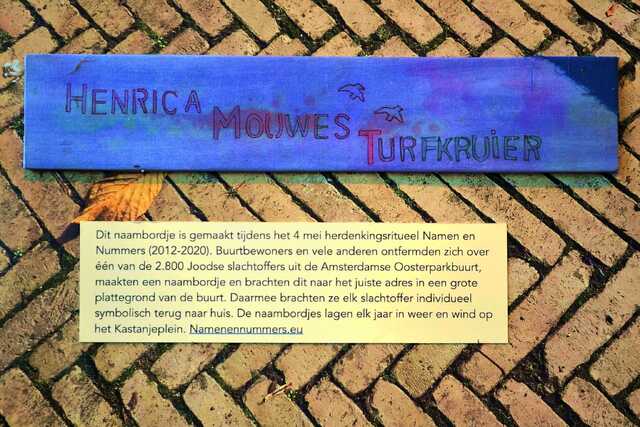 HENRICA MOUWES TURFKRUIER
Dit naambordje is gemaakt tijdens het 4 mei herdenkingsritueel Namen en
Nummers (2012-2020). Buurtbewoners en vele anderen ontfermden zich over
één van de 2.800 Joodse slachtoffers uit de Amsterdamse Oosterparkbuurt,
maakten een naambordje en brachten dit naar het juiste adres in een grote
plattegrond van de buurt. Daarmee brachten ze elk slachtoffer individueel
symbolisch terug naar huis. De naambordjes lagen elk jaar in weer en wind op
het Kastanjeplein. Namenennummers.eu